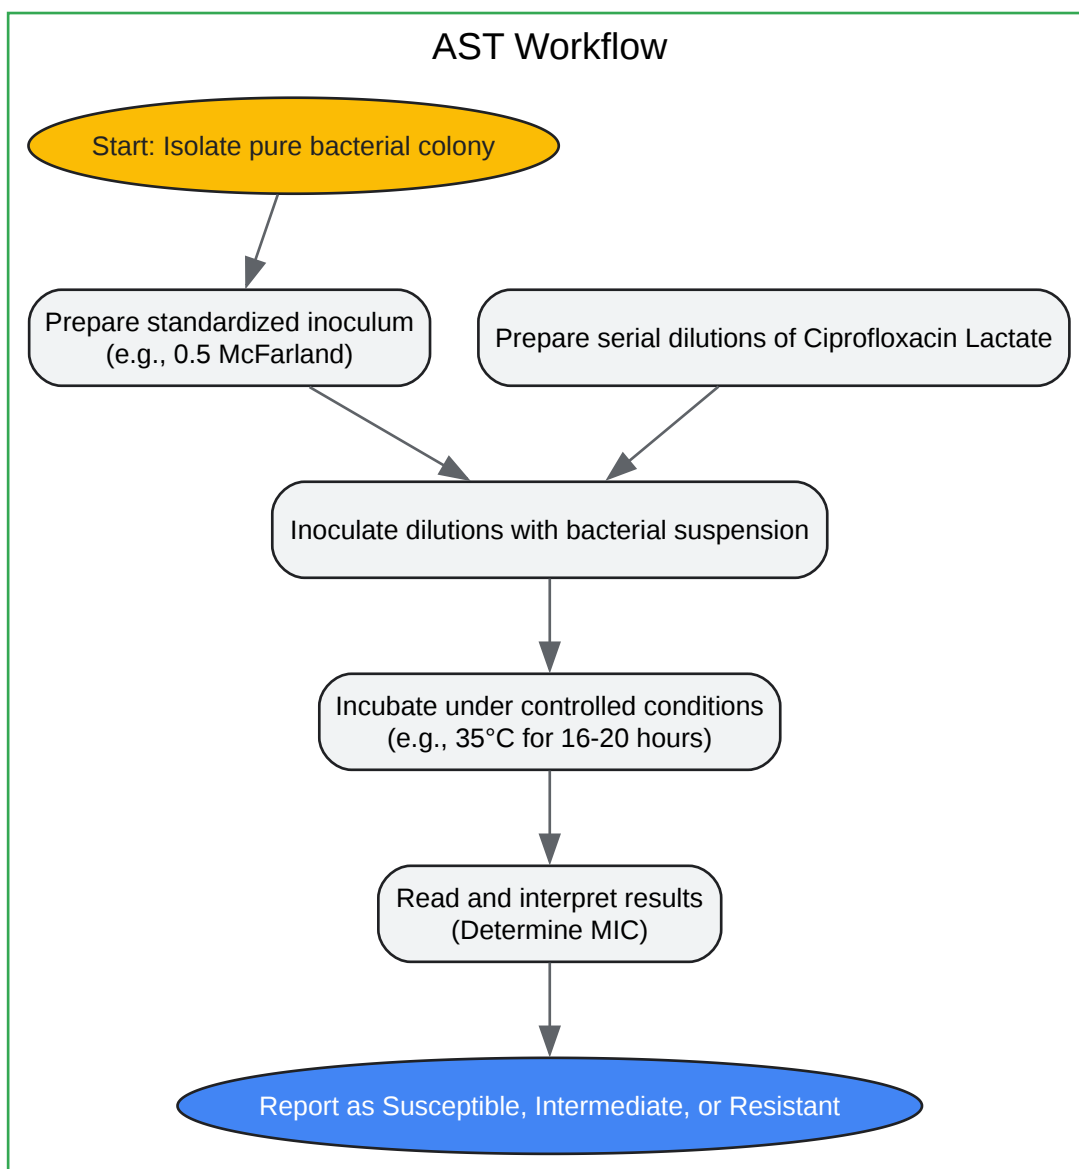 AST Workflow
Start: Isolate pure bacterial colony
Prepare standardized inoculum
(e.g., 0.5 McFarland)
Prepare serial dilutions of Ciprofloxacin Lactate
Inoculate dilutions with bacterial suspension
Incubate under controlled conditions
(e.g., 35°C for 16-20 hours)
Read and interpret results
(Determine MIC)
Report as Susceptible, Intermediate, or Resistant